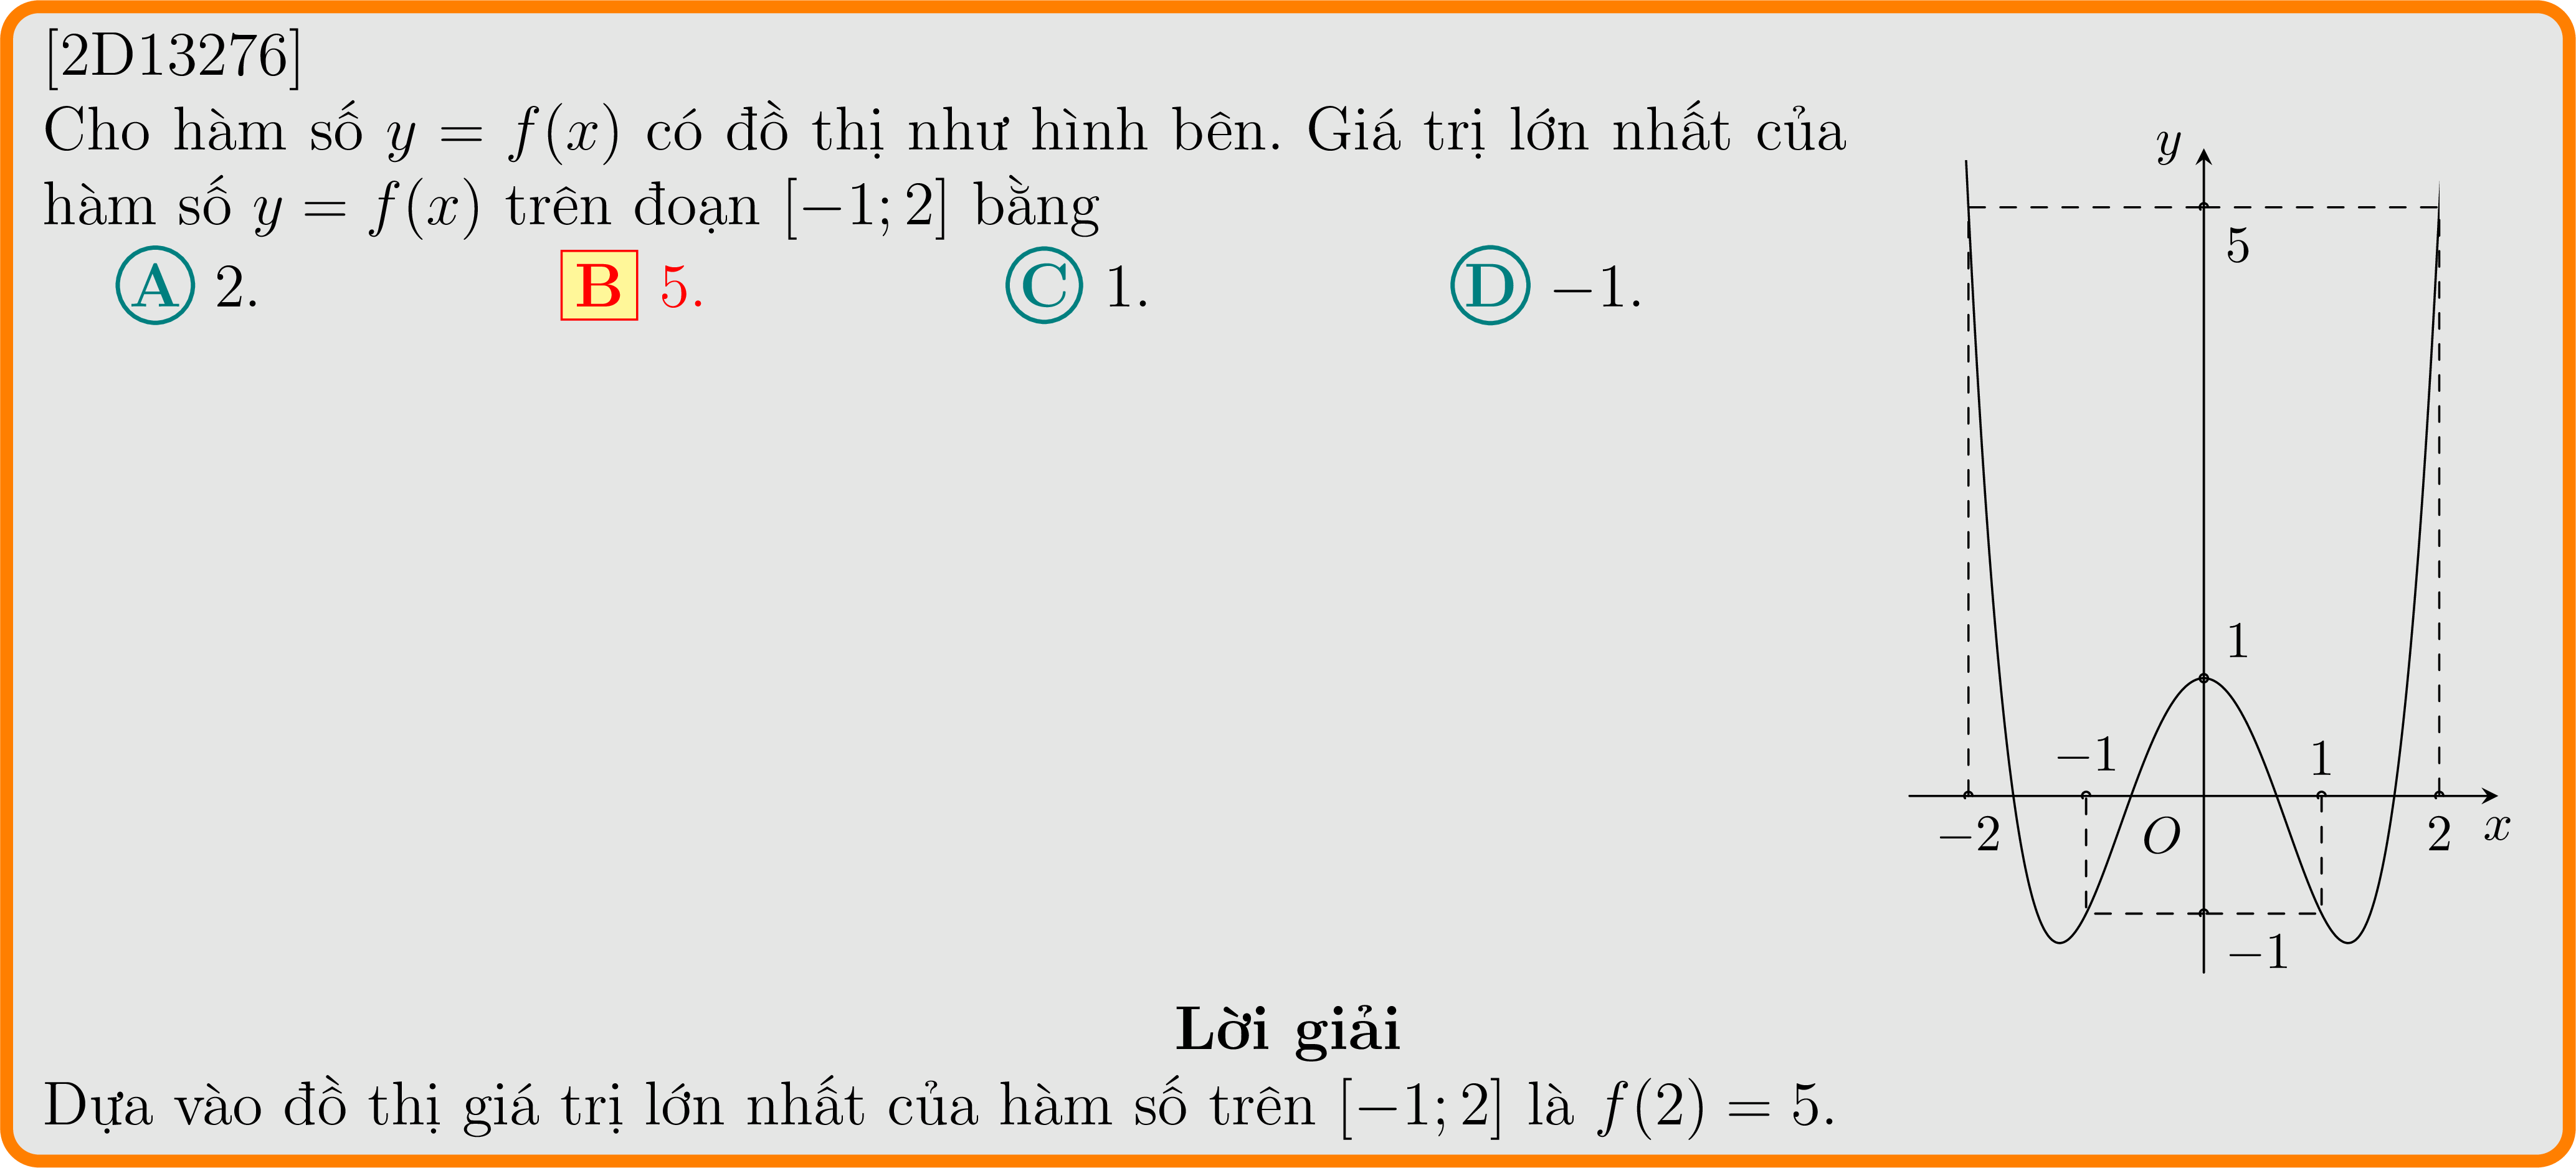 [2D13276]
Cho hàm số y = f(x) có đồ thị như hình bên. Giá trị lớn nhất của
hàm số y = f(x) trên đoạn [−1; 2] bằng
A 2. B 5. C 1. D −1.
y
5
1
−1 1
−2 O 2 x
−1
Lời giải
Dựa vào đồ thị giá trị lớn nhất của hàm số trên [−1; 2] là f(2) = 5.